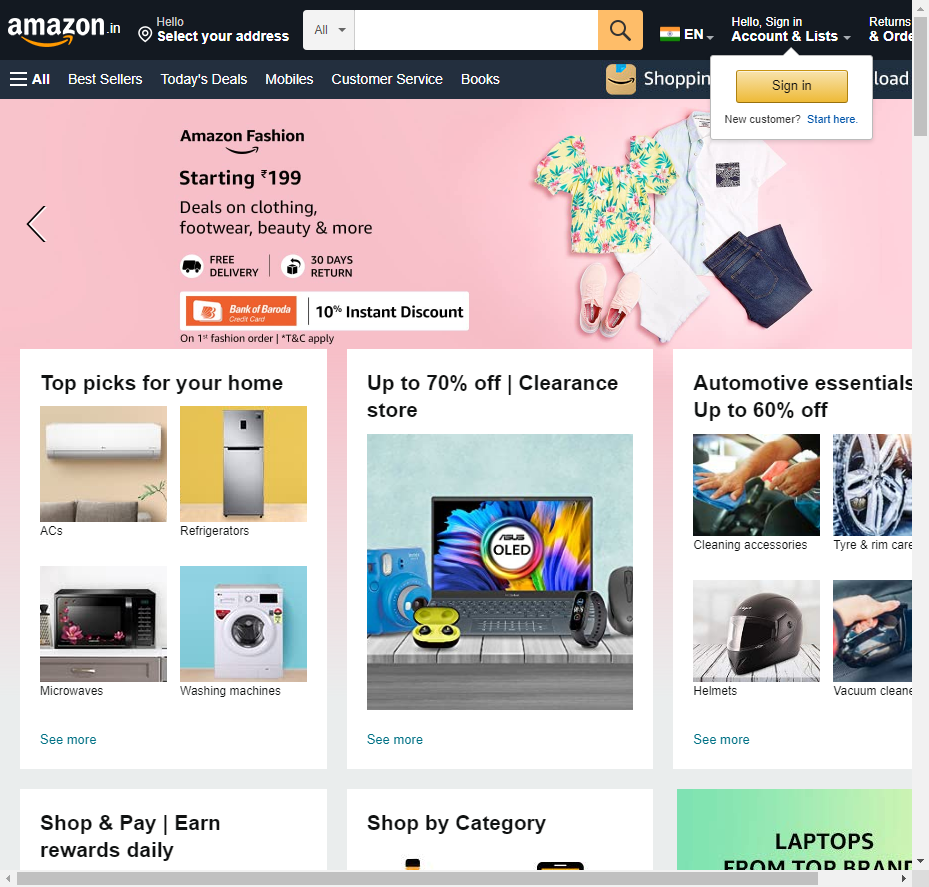 amazon.in
Hello
Select your address
All
EN
Hello, Sign in
Account & Lists
Returns
& Orde
All
Best Sellers
Today's Deals
Mobiles
Customer Service
Books
Shoppin
load
Sign in
New customer? Start here.
Amazon Fashion
Starting ₹199
Deals on clothing,
footwear, beauty & more
FREE
DELIVERY
30 DAYS
RETURN
Bank of Baroda
Credit Card
10% Instant Discount
On 1st fashion order | *T&C apply
Top picks for your home
ACs
Refrigerators
Microwaves
Washing machines
See more
Up to 70% off | Clearance
store
ASUS
OLED
See more
Automotive essentials
Up to 60% off
Cleaning accessories
Tyre & rim care
Helmets
Vacuum cleane
See more
Shop & Pay | Earn
rewards daily
Shop by Category
LAPTOPS
FROM TOP BRAND